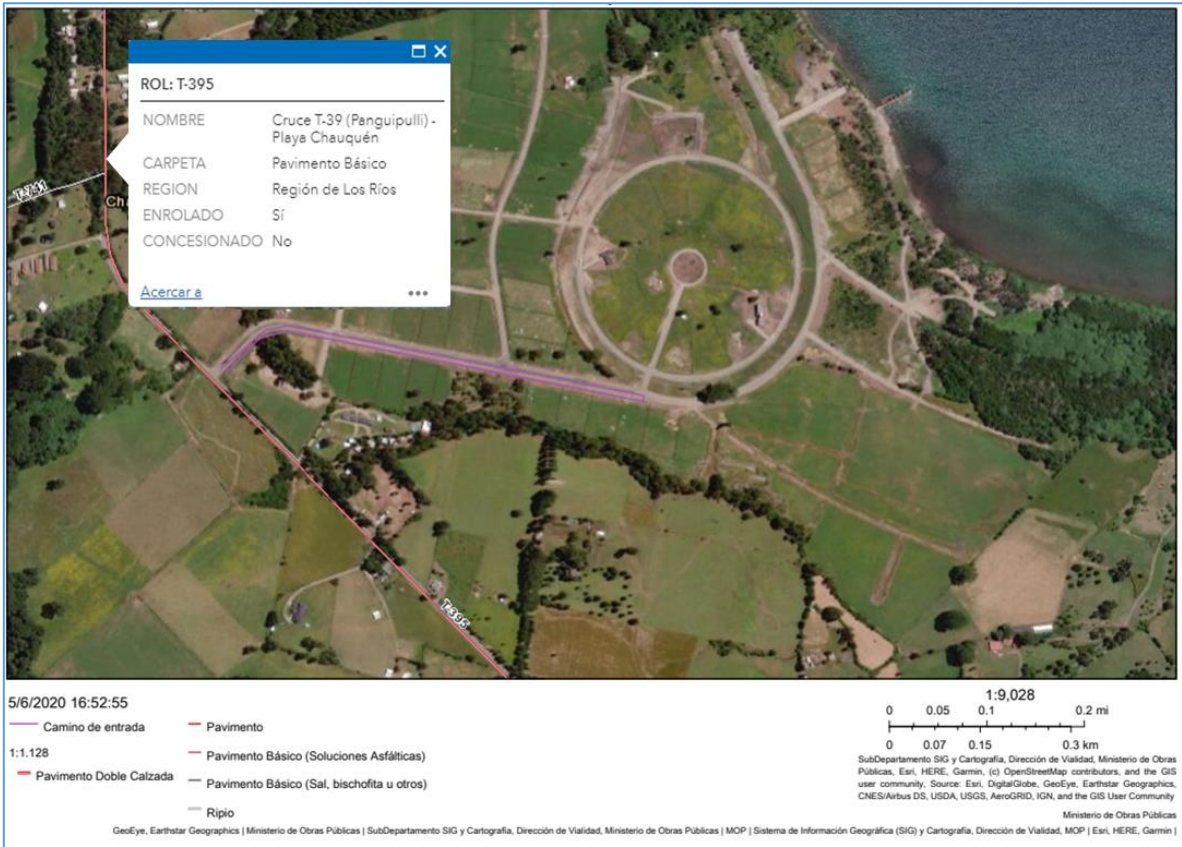 ROL: T-395
NOMBRE Cruce T-39 (Panguipulli) -
Playa Chauquén
CARPETA Pavimento Básico
REGION Región de Los Ríos
ENROLADO Sí
CONCESIONADO No
Acercar a
T-741
Ch
T-395
5/6/2020 16:52:55
Camino de entrada
1:1.128
Pavimento Doble Calzada
Pavimento
Pavimento Básico (Soluciones Asfálticas)
Pavimento Básico (Sal, bischofita u otros)
Ripio
1:9,028
0 0.05 0.1 0.2 mi
0 0.07 0.15 0.3 km
SubDepartamento SIG y Cartografía, Dirección de Vialidad, Ministerio de Obras
Públicas, Esri, HERE, Garmin, (c) OpenStreetMap contributors, and the GIS
user community, Source: Esri, DigitalGlobe, GeoEye, Earthstar Geographics,
CNES/Airbus DS, USDA, USGS, AeroGRID, IGN, and the GIS User Community
Ministerio de Obras Públicas
GeoEye, Earthstar Geographics | Ministerio de Obras Públicas | SubDepartamento SIG y Cartografía, Dirección de Vialidad, Ministerio de Obras Públicas | MOP | Sistema de Información Geográfica (SIG) y Cartografía, Dirección de Vialidad, MOP | Esri, HERE, Garmin |